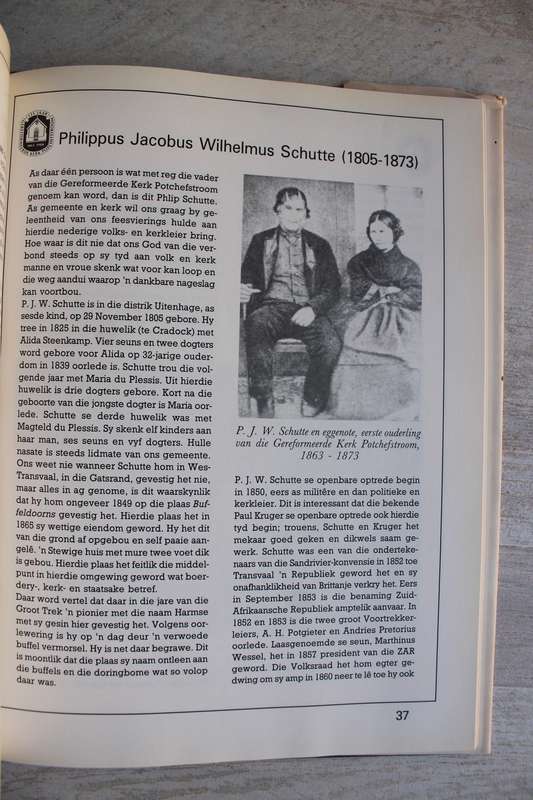 Philippus Jacobus Wilhelmus Schutte (1805-1873)
As daar één persoon is wat met reg die vader
van die Gereformeerde Kerk Potchefstroom
genoem kan word, dan is dit Phlip Schutte.
As gemeente en kerk wil ons graag by ge-
leentheid van ons feesvierings hulde aan
hierdie nederige volks- en kerkleier bring.
Hoe waar is dit nie dat ons God van die ver-
bond steeds op sy tyd aan volk en kerk
manne en vroue skenk wat voor kan loop en
die weg aandui waarop 'n dankbare nageslag
kan voortbou.
P. J. W. Schutte is in die distrik Uitenhage, as
sesde kind, op 29 November 1805 gebore. Hy
tree in 1825 in die huwelik (te Cradock) met
Alida Steenkamp. Vier seuns en twee dogters
word gebore voor Alida op 32-jarige ouder-
dom in 1839 oorlede is. Schutte trou die vol-
gende jaar met Maria du Plessis. Uit hierdie
huwelik is drie dogters gebore. Kort na die
geboorte van die jongste dogter is Maria oor-
lede. Schutte se derde huwelik was met
Magteld du Plessis. Sy skenk elf kinders aan
haar man, ses seuns en vyf dogters. Hulle
nasate is steeds lidmate van ons gemeente.
Ons weet nie wanneer Schutte hom in Wes-
Transvaal, in die Gatsrand, gevestig het nie,
maar alles in ag genome, is dit waarskynlik
dat hy hom ongeveer 1849 op die plaas Buf-
feldoorns gevestig het. Hierdie plaas het in
1865 sy wettige eiendom geword. Hy het dit
van die grond af opgebou en self paaie aan-
gelê. 'n Stewige huis met mure twee voet dik
is gebou. Hierdie plaas het feitlik die middel-
punt in hierdie omgewing geword wat boer-
dery-, kerk- en staatsake betref.
Daar word vertel dat daar in die jare van die
Groot Trek 'n pionier met die naam Harmse
met sy gesin hier gevestig het. Volgens oor-
lewering is hy op 'n dag deur 'n verwoede
buffel vermorsel. Hy is net daar begrawe. Dit
is moontlik dat die plaas sy naam ontleen aan
die buffels en die doringbome wat so volop
daar was.
P. J. W. Schutte en eggenote, eerste ouderling
van die Gereformeerde Kerk Potchefstroom,
1863 - 1873
P. J. W. Schutte se openbare optrede begin
in 1850, eers as militêre en dan politieke en
kerkleier. Dit is interessant dat die bekende
Paul Kruger se openbare optrede ook hierdie
tyd begin; trouens, Schutte en Kruger het
mekaar goed geken en dikwels saam ge-
werk. Schutte was een van die onderteke-
naars van die Sandrivier-konvensie in 1852 toe
Transvaal 'n Republiek geword het en sy
onafhanklikheid van Brittanje verkry het. Eers
in September 1853 is die benaming Zuid-
Afrikaansche Republiek amptelik aanvaar. In
1852 en 1853 is die twee groot Voortrekker-
leiers, A. H. Potgieter en Andries Pretorius
oorlede. Laasgenoemde se seun, Marthinus
Wessel, het in 1857 president van die ZAR
geword. Die Volksraad het hom egter ge-
dwing om sy amp in 1860 neer te lê toe hy ook
37